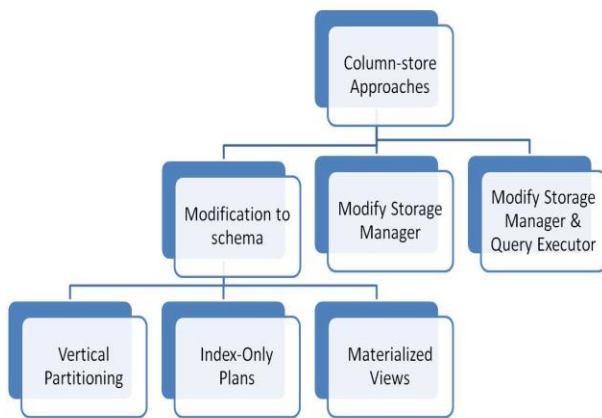 Column-store
Approaches
Modification to
schema
Modify Storage
Manager
Modify Storage
Manager &
Query Executor
Vertical
Partitioning
Index-Only
Plans
Materialized
Views